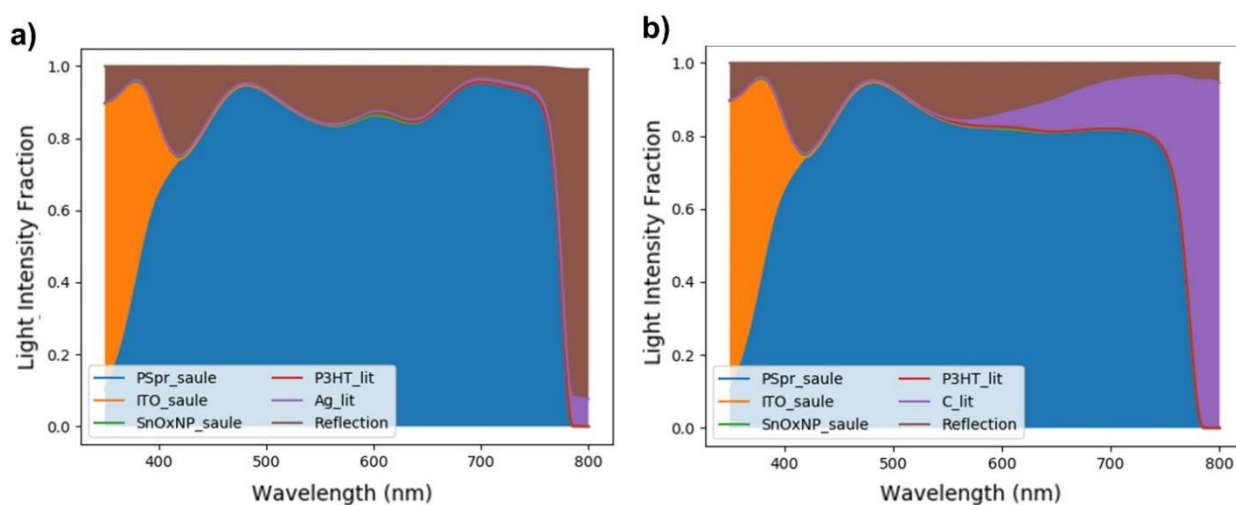 a)
Light Intensity Fraction
1.0
0.8
0.6
0.4
0.2
0.0
PSpr_saule
ITO_saule
SnOxNP_saule
P3HT_lit
Ag_lit
Reflection
400 500 600 700 800
Wavelength (nm)
b)
Light Intensity Fraction
1.0
0.8
0.6
0.4
0.2
0.0
PSpr_saule
ITO_saule
SnOxNP_saule
P3HT_lit
C_lit
Reflection
400 500 600 700 800
Wavelength (nm)